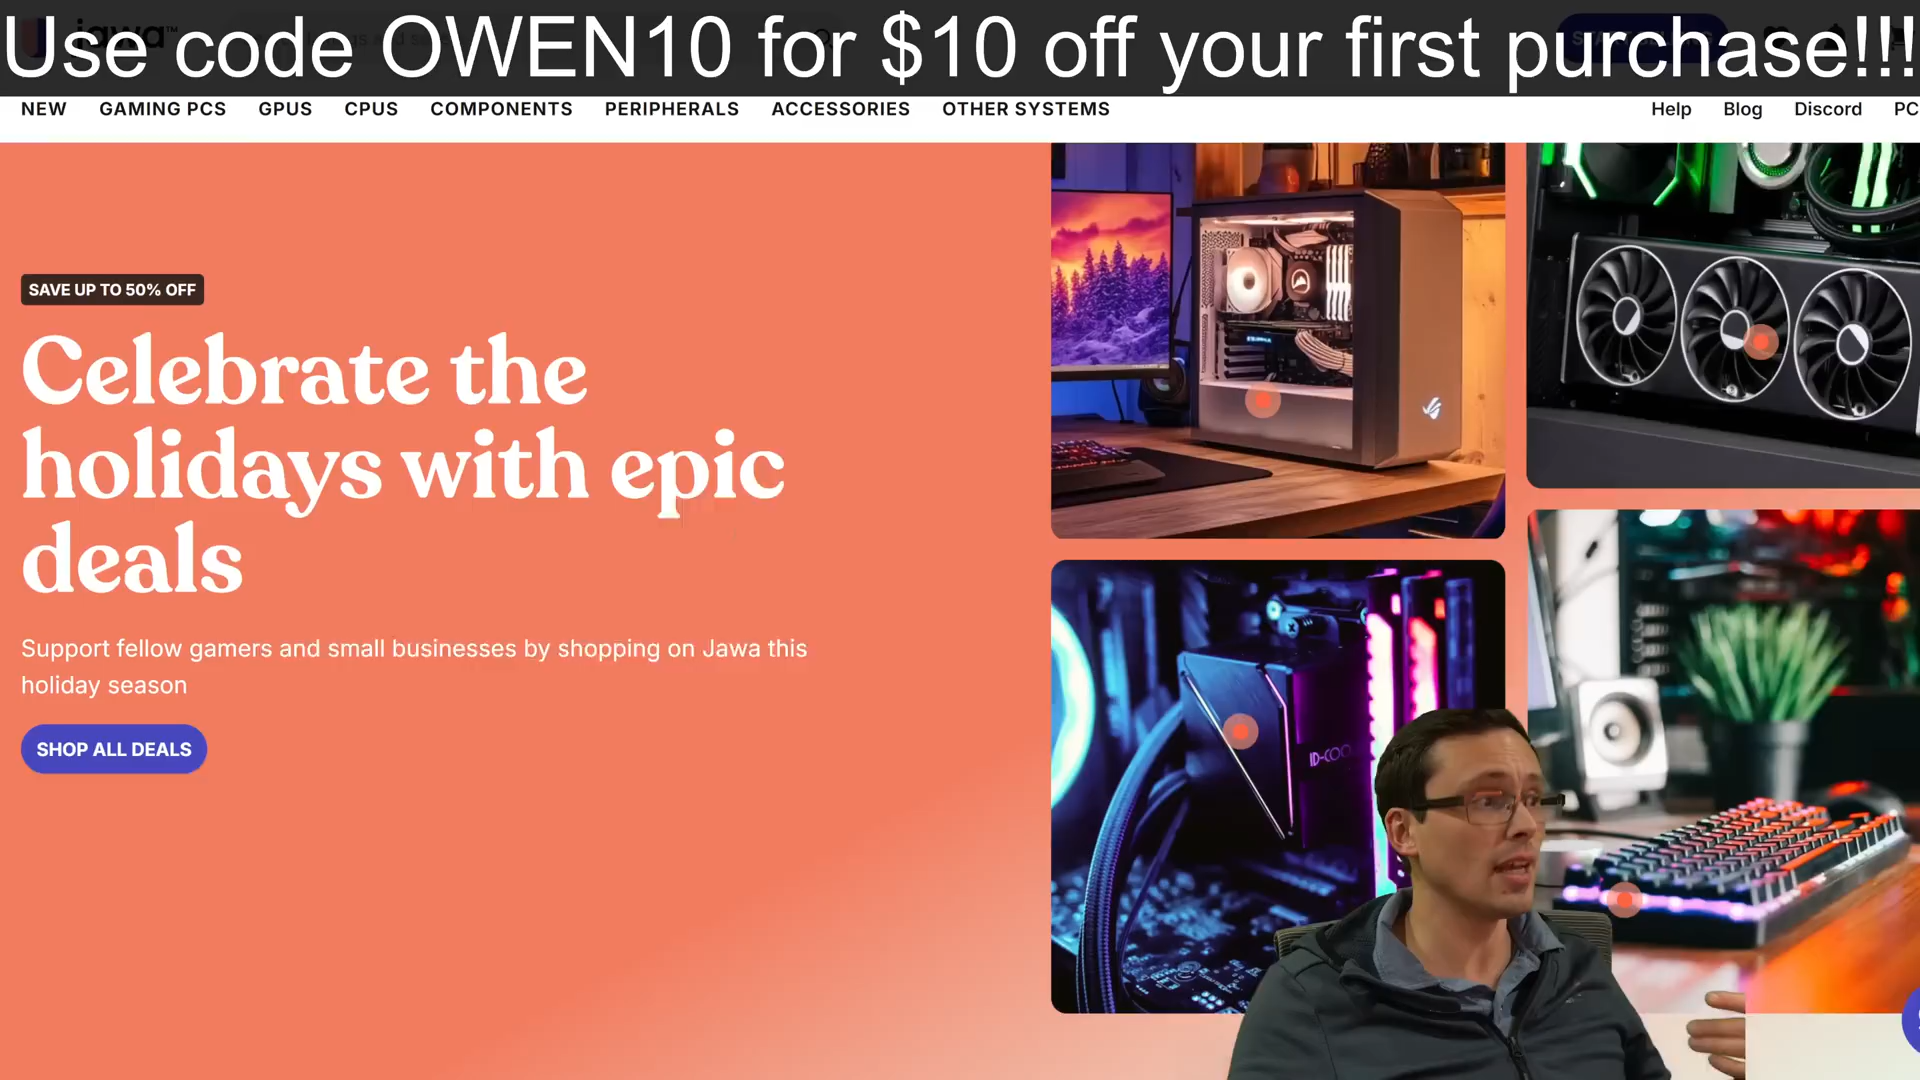 Use code OWEN10 for $10 off your first purchase!!!
NEW GAMING PCS GPUS CPUS COMPONENTS PERIPHERALS ACCESSORIES OTHER SYSTEMS Help Blog Discord PC
SAVE UP TO 50% OFF
Celebrate the
holidays with epic
deals
Support fellow gamers and small businesses by shopping on Jawa this
holiday season
SHOP ALL DEALS